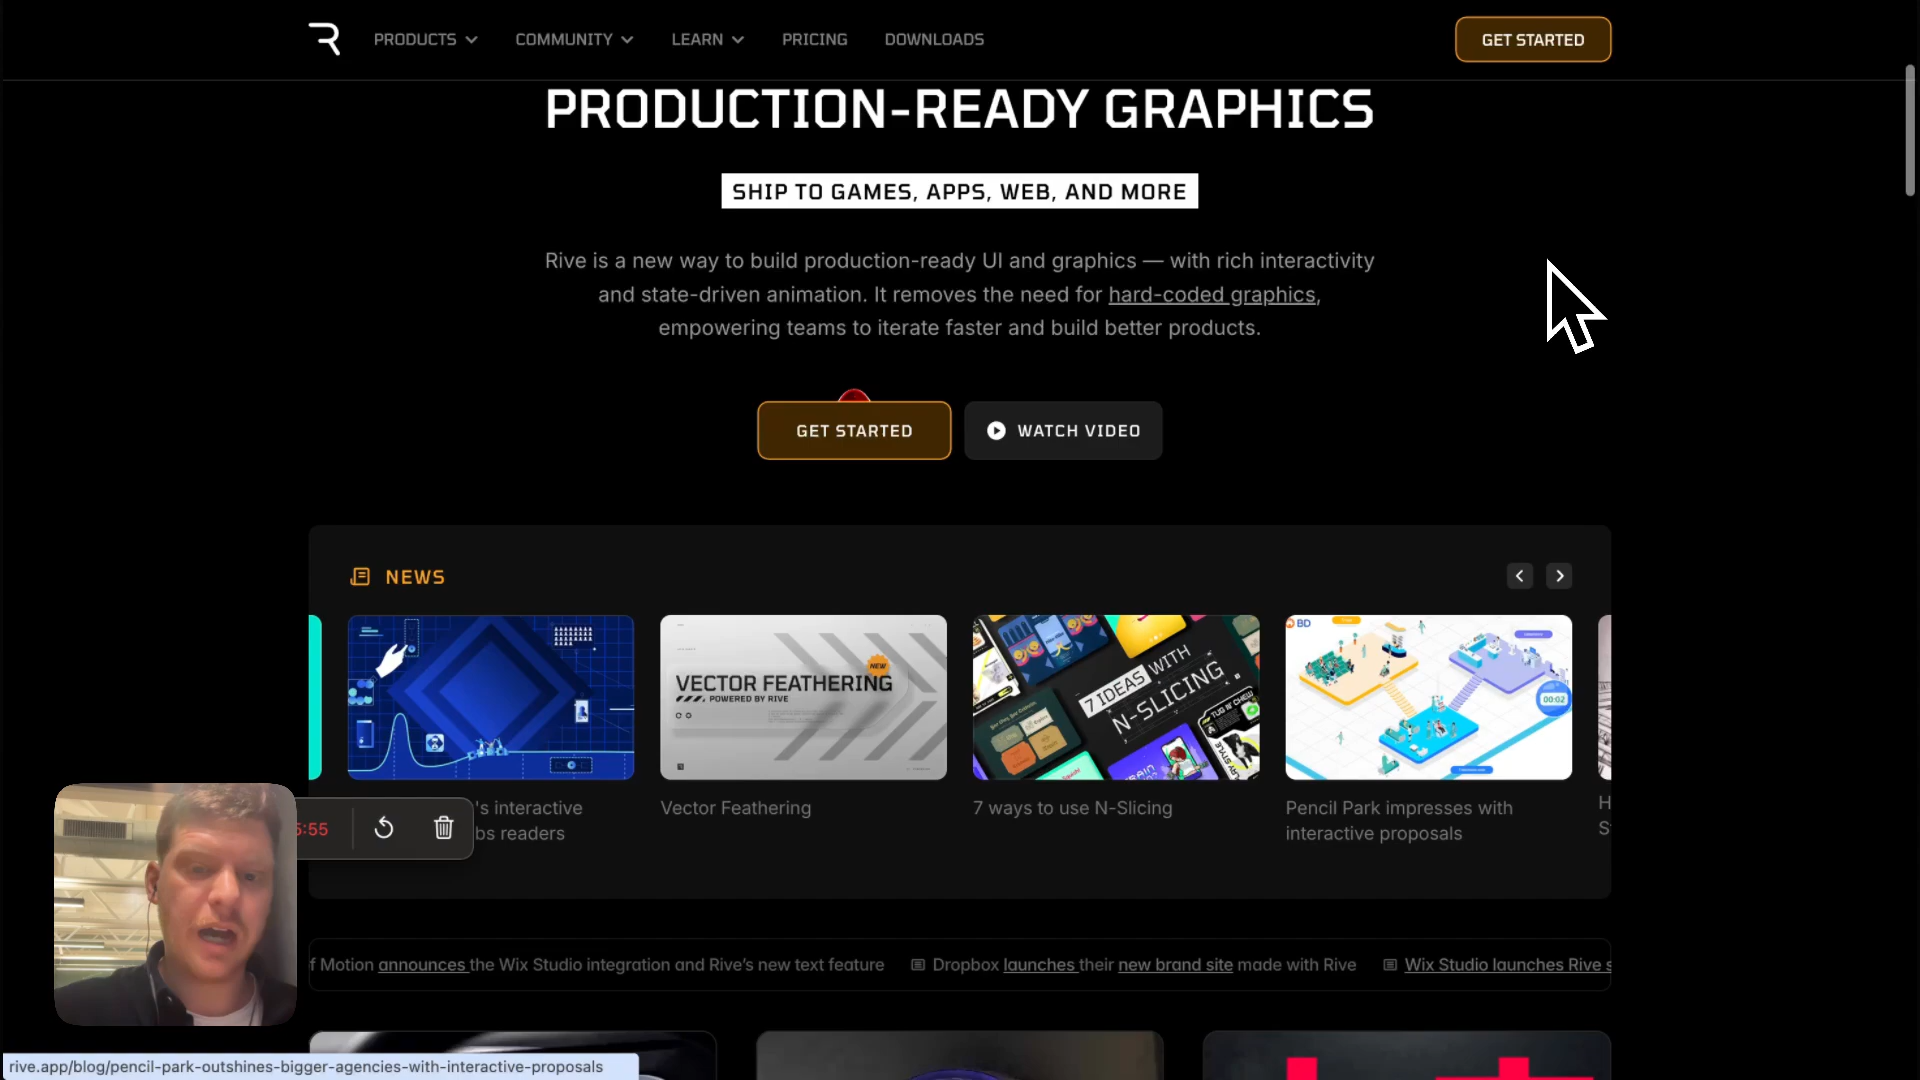 PRODUCTS
COMMUNITY
LEARN
PRICING
DOWNLOADS
GET STARTED
PRODUCTION-READY GRAPHICS
SHIP TO GAMES, APPS, WEB, AND MORE
Rive is a new way to build production-ready UI and graphics — with rich interactivity
and state-driven animation. It removes the need for hard-coded graphics,
empowering teams to iterate faster and build better products.
GET STARTED
WATCH VIDEO
NEWS
VECTOR FEATHERING
POWERED BY RIVE
NEW
7 IDEAS WITH
N-SLICING
BD
00:02
's interactive
bs readers
Vector Feathering
7 ways to use N-Slicing
Pencil Park impresses with
interactive proposals
H
S
5:55
f Motion announces the Wix Studio integration and Rive's new text feature
Dropbox launches their new brand site made with Rive
Wix Studio launches Rive s
rive.app/blog/pencil-park-outshines-bigger-agencies-with-interactive-proposals